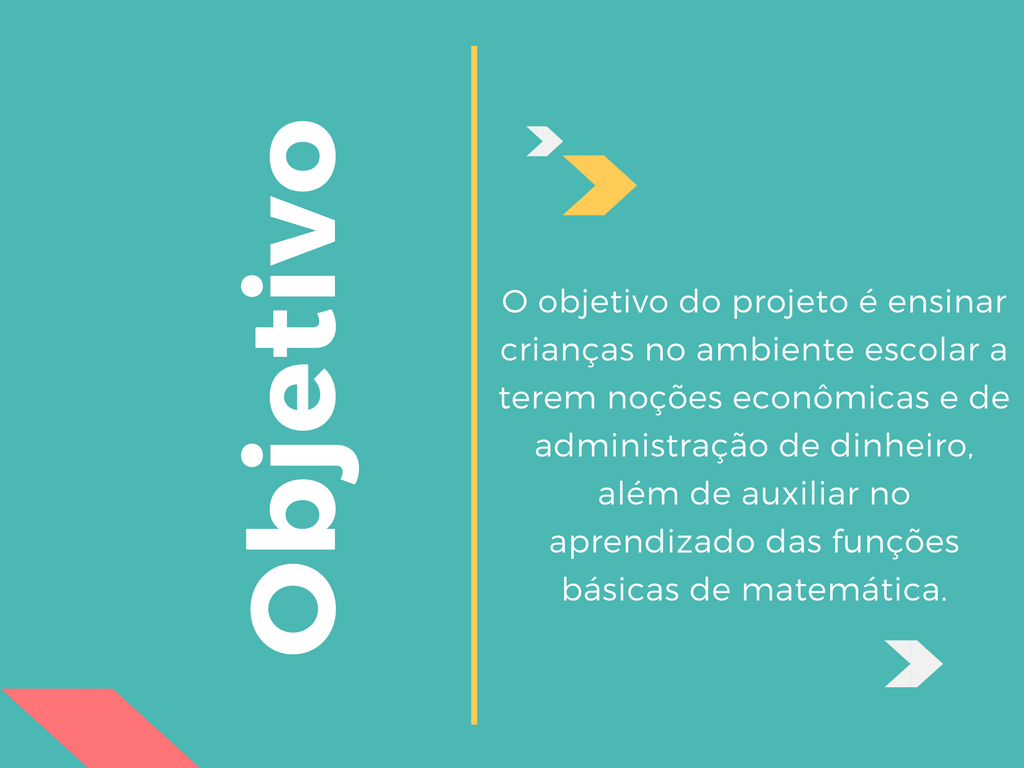 Objetivo
O objetivo do projeto é ensinar
crianças no ambiente escolar a
terem noções econômicas e de
administração de dinheiro,
além de auxiliar no
aprendizado das funções
básicas de matemática.